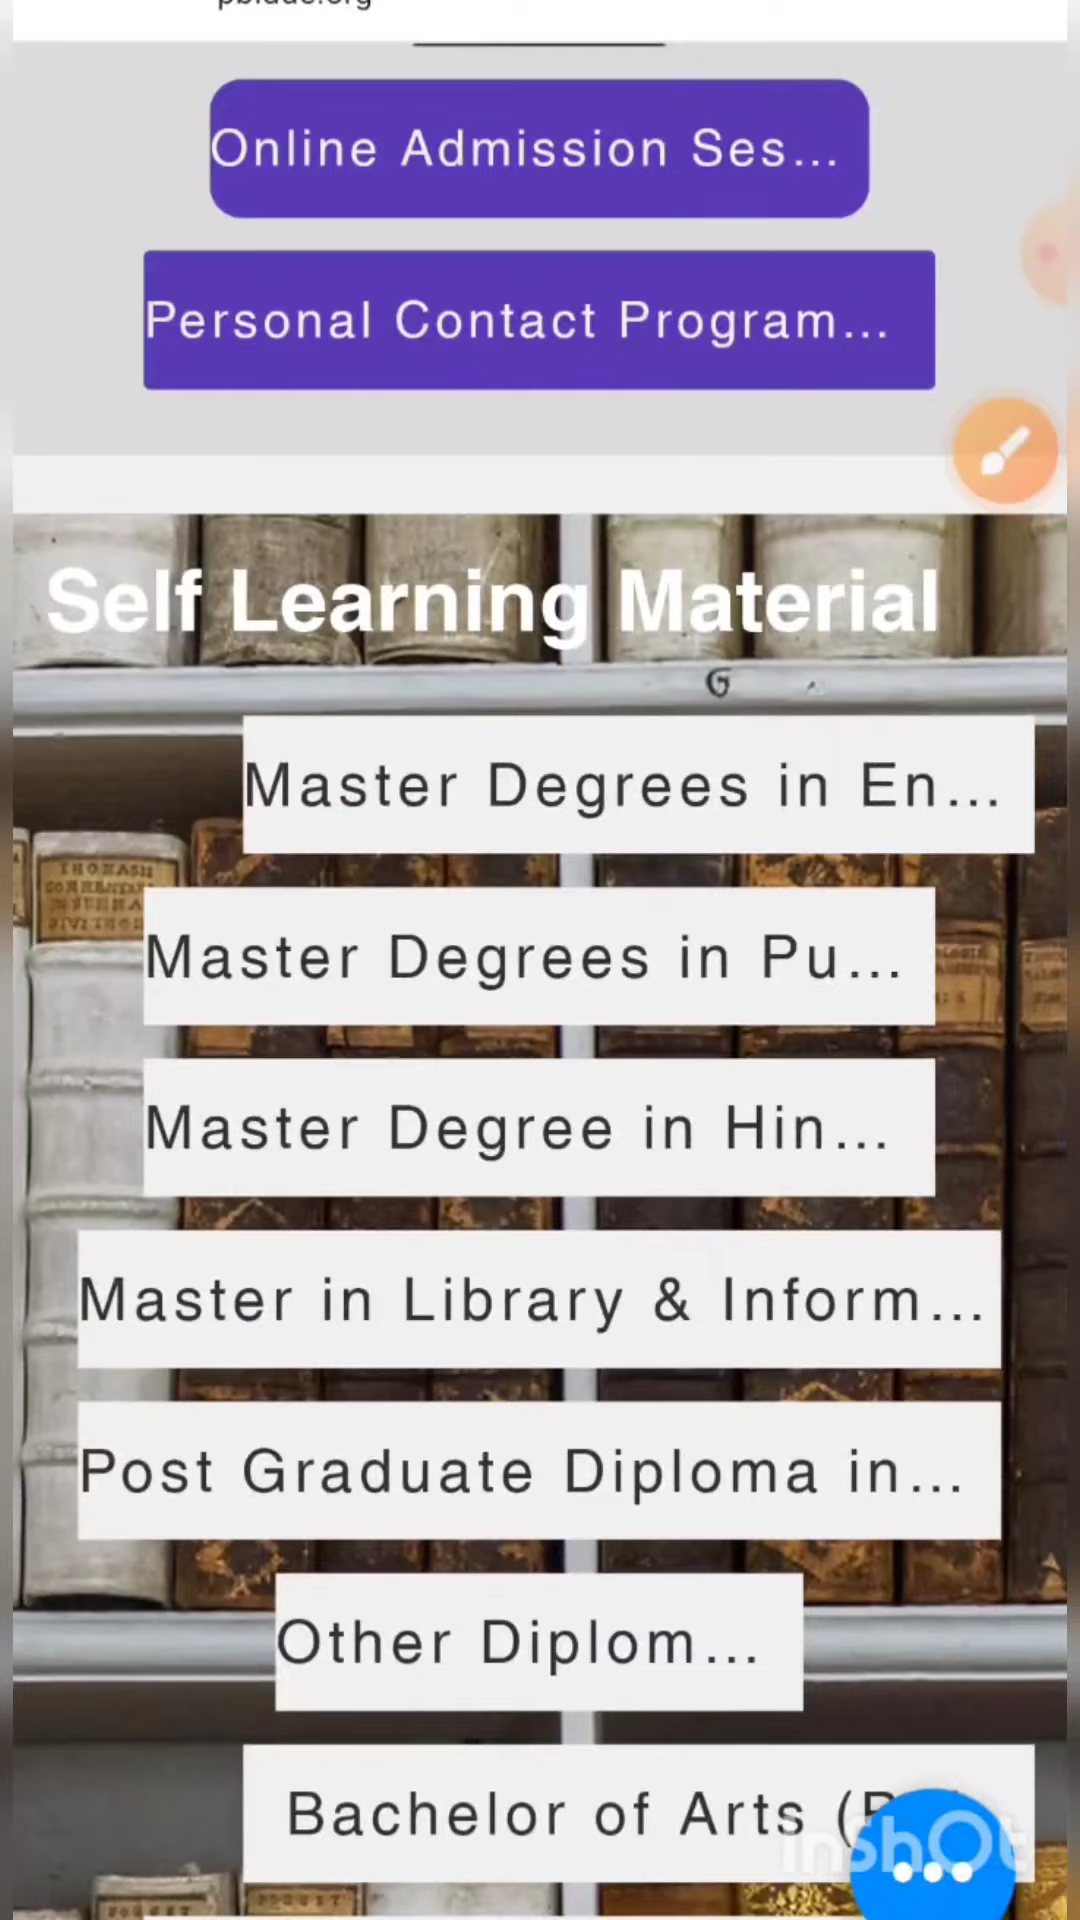 Online Admission Ses...
Personal Contact Program...
Self Learning Material
G
Master Degrees in En...
Master Degrees in Pu...
Master Degree in Hin...
Master in Library & Inform...
Post Graduate Diploma in...
Other Diplom...
Bachelor of Arts
InShOt